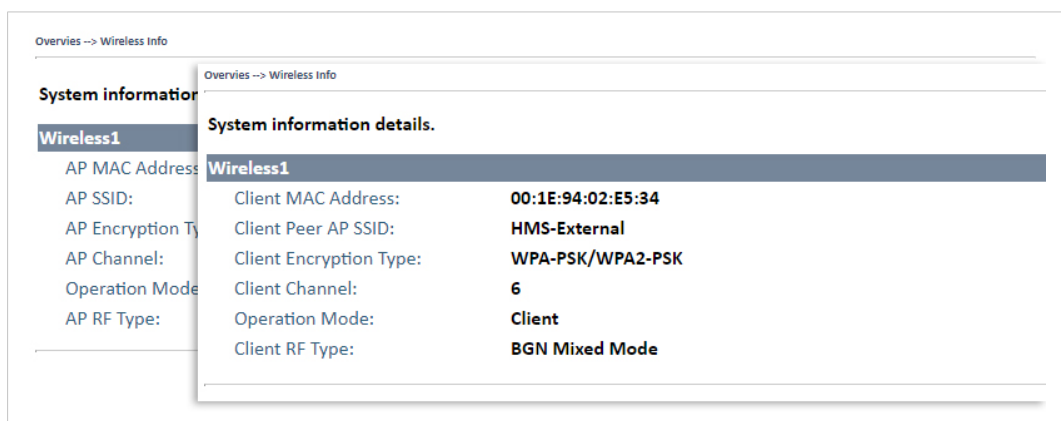 Overvies --> Wireless Info
System information
Wireless1
AP MAC Address
AP SSID:
AP Encryption Ty
AP Channel:
Operation Mode
AP RF Type:
Overvies --> Wireless Info
System information details.
Wireless1
Client MAC Address: 00:1E:94:02:E5:34
Client Peer AP SSID: HMS-External
Client Encryption Type: WPA-PSK/WPA2-PSK
Client Channel: 6
Operation Mode: Client
Client RF Type: BGN Mixed Mode